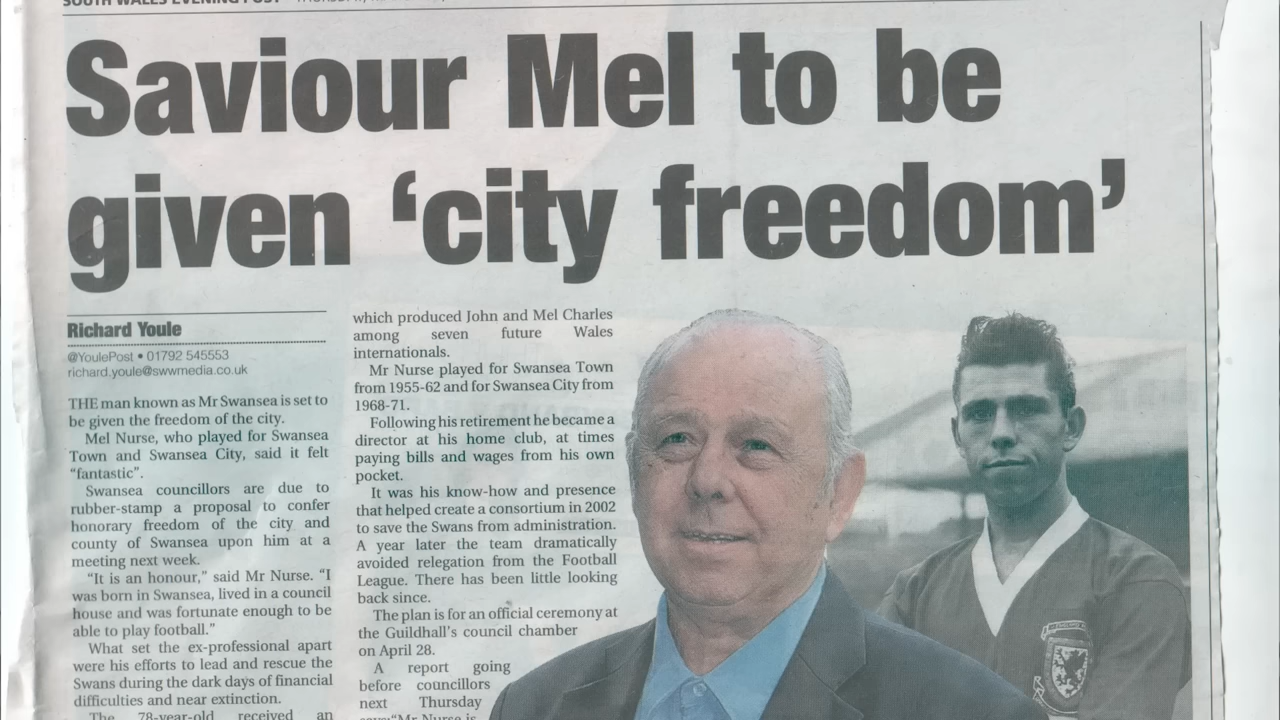 SOUTH WALES EVENING POST
Saviour Mel to be
given ‘city freedom’
Richard Youle
@YoulePost • 01792 545553
richard.youle@swwmedia.co.uk
THE man known as Mr Swansea is set to
be given the freedom of the city.
Mel Nurse, who played for Swansea
Town and Swansea City, said it felt
“fantastic”.
Swansea councillors are due to
rubber-stamp a proposal to confer
honorary freedom of the city and
county of Swansea upon him at a
meeting next week.
“It is an honour,” said Mr Nurse. “I
was born in Swansea, lived in a council
house and was fortunate enough to be
able to play football.”
What set the ex-professional apart
were his efforts to lead and rescue the
Swans during the dark days of financial
difficulties and near extinction.
The 78-year-old received an
which produced John and Mel Charles
among seven future Wales
internationals.
Mr Nurse played for Swansea Town
from 1955-62 and for Swansea City from
1968-71.
Following his retirement he became a
director at his home club, at times
paying bills and wages from his own
pocket.
It was his know-how and presence
that helped create a consortium in 2002
to save the Swans from administration.
A year later the team dramatically
avoided relegation from the Football
League. There has been little looking
back since.
The plan is for an official ceremony at
the Guildhall’s council chamber
on April 28.
A report going
before councillors
next Thursday
says: “Mr Nurse is